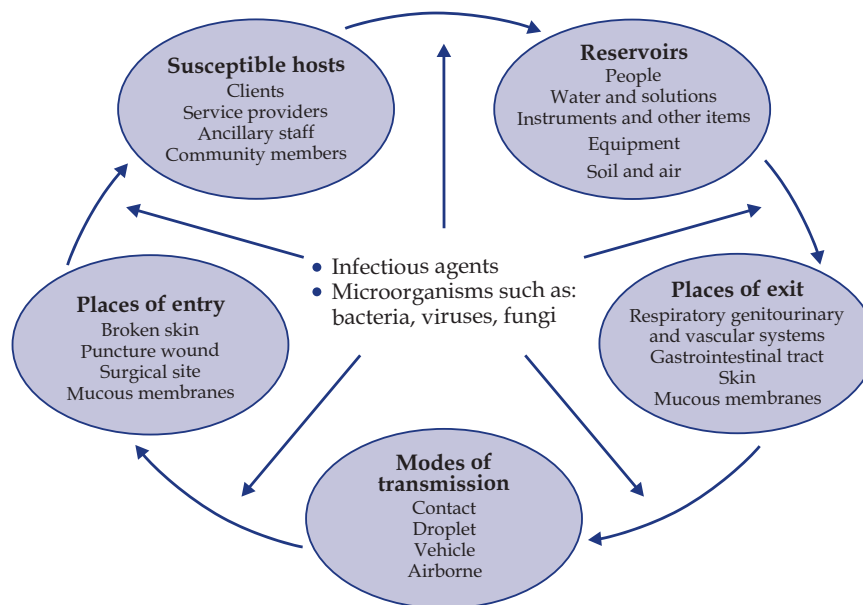 Susceptible hosts
Clients
Service providers
Ancillary staff
Community members
Reservoirs
People
Water and solutions
Instruments and other items
Equipment
Soil and air
• Infectious agents
• Microorganisms such as:
bacteria, viruses, fungi
Places of entry
Broken skin
Puncture wound
Surgical site
Mucous membranes
Places of exit
Respiratory genitourinary
and vascular systems
Gastrointestinal tract
Skin
Mucous membranes
Modes of
transmission
Contact
Droplet
Vehicle
Airborne